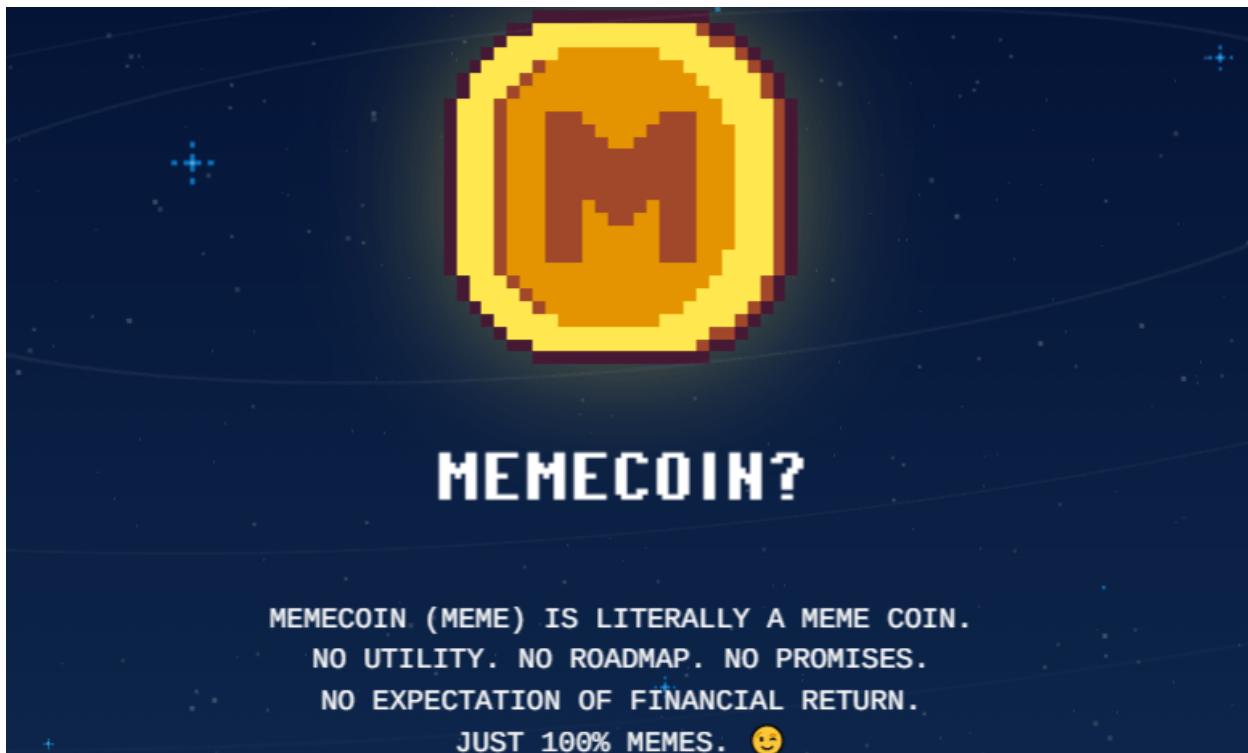 M
MEMECOIN?
MEMECOIN (MEME) IS LITERALLY A MEME COIN.
NO UTILITY. NO ROADMAP. NO PROMISES.
NO EXPECTATION OF FINANCIAL RETURN.
JUST 100% MEMES. 😉